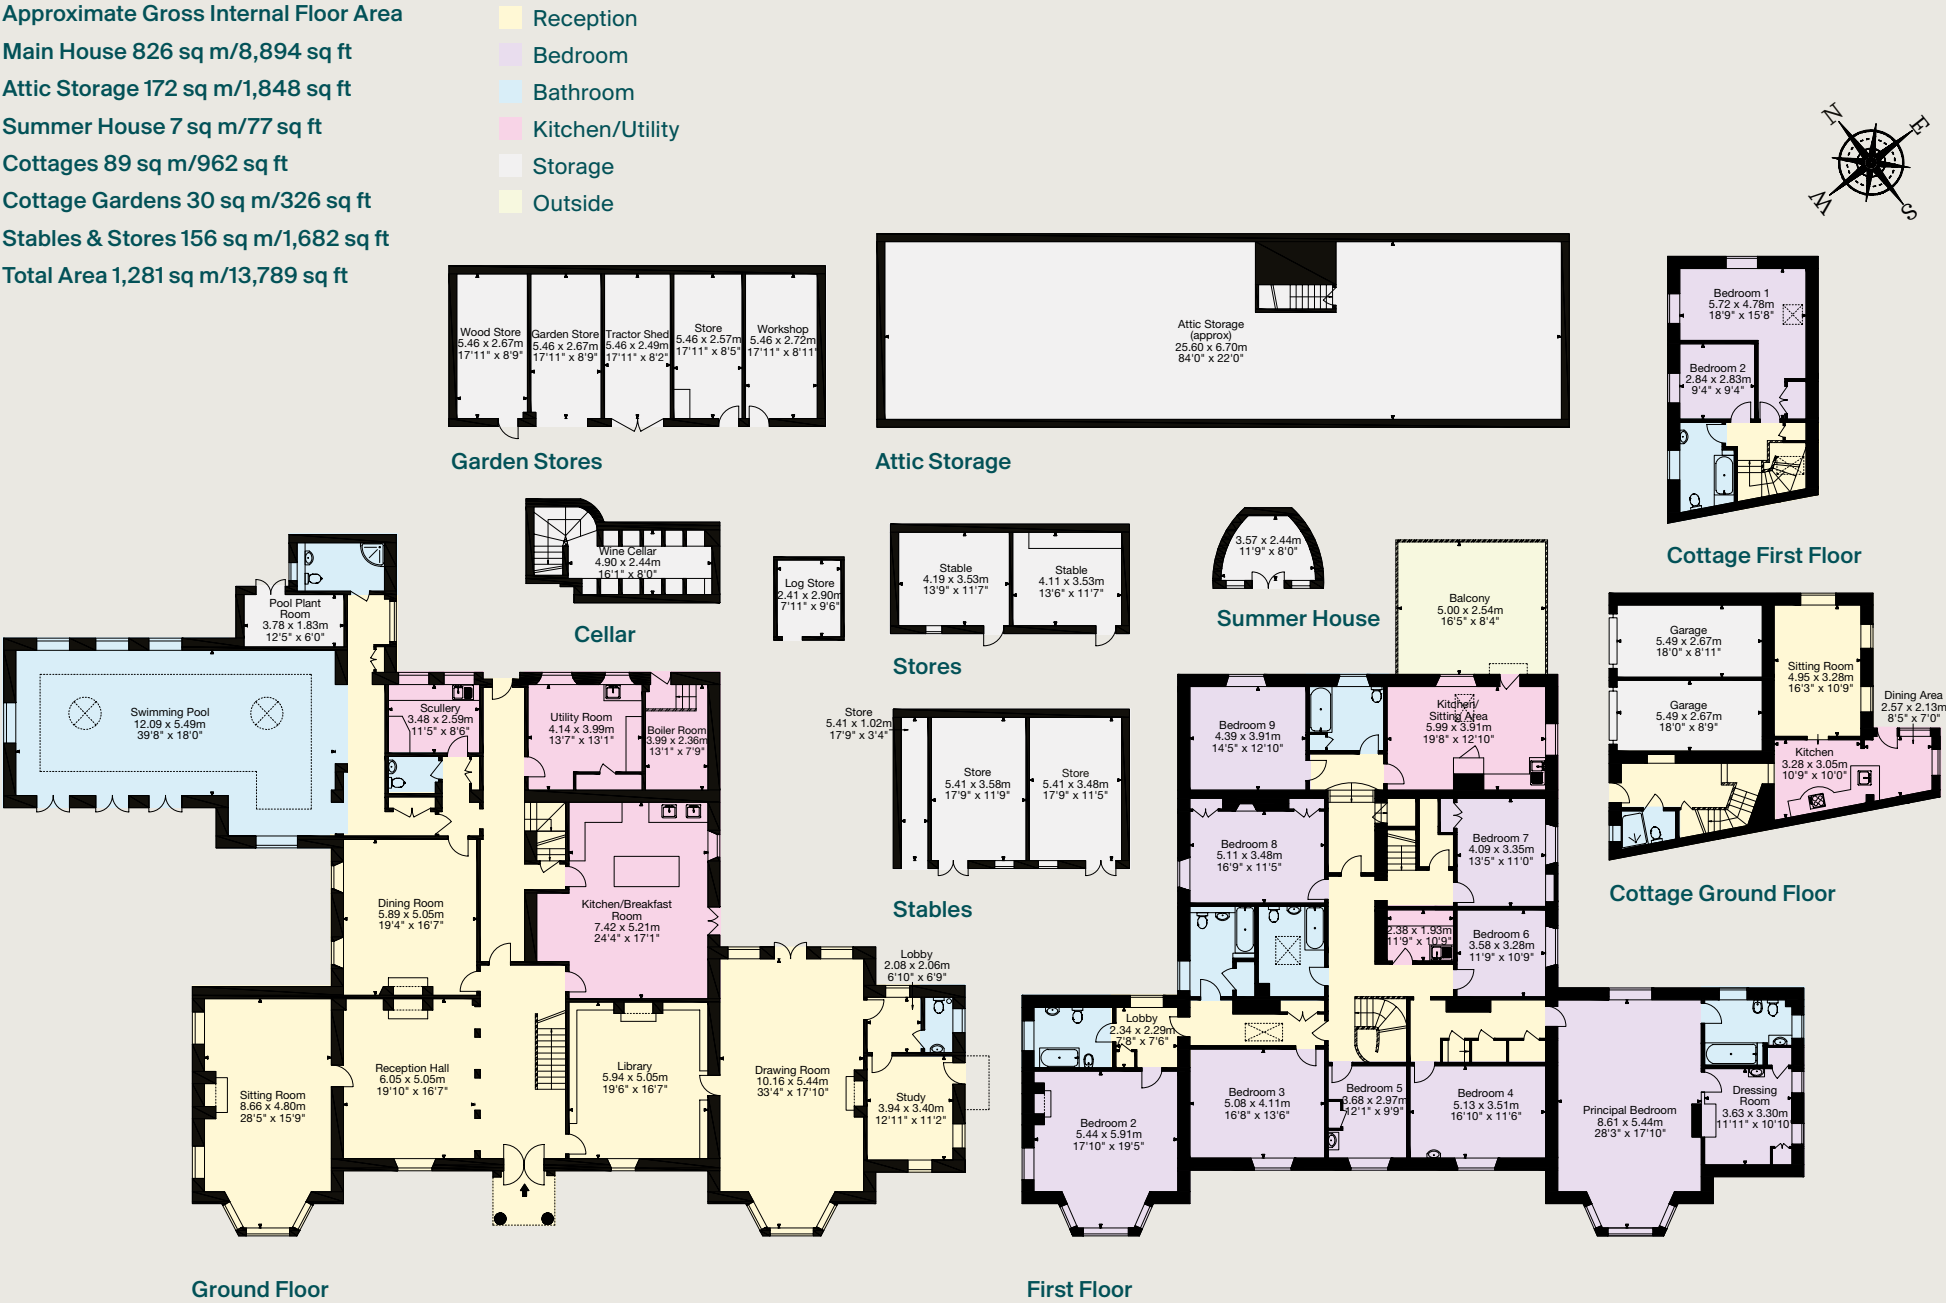 Approximate Gross Internal Floor Area
Main House 826 sq m/8,894 sq ft
Attic Storage 172 sq m/1,848 sq ft
Summer House 7 sq m/77 sq ft
Cottages 89 sq m/962 sq ft
Cottage Gardens 30 sq m/326 sq ft
Stables & Stores 156 sq m/1,682 sq ft
Total Area 1,281 sq m/13,789 sq ft
Reception
Bedroom
Bathroom
Kitchen/Utility
Storage
Outside
N
E
W
S
Wood Store
5.46 x 2.67m
17'11" x 8'9"
Garden Store
5.46 x 2.67m
17'11" x 8'9"
Tractor Shed
5.46 x 2.49m
17'11" x 8'2"
Store
5.46 x 2.57m
17'11" x 8'5"
Workshop
5.46 x 2.72m
17'11" x 8'11"
Garden Stores
Attic Storage
(approx)
25.60 x 6.70m
84'0" x 22'0"
Attic Storage
Bedroom 1
5.72 x 4.78m
18'9" x 15'8"
Bedroom 2
2.84 x 2.83m
9'4" x 9'4"
Cottage First Floor
Wine Cellar
4.90 x 2.44m
16'1" x 8'0"
Cellar
Log Store
2.41 x 2.90m
7'11" x 9'6"
Stable
4.19 x 3.53m
13'9" x 11'7"
Stable
4.11 x 3.53m
13'6" x 11'7"
Stores
3.57 x 2.44m
11'9" x 8'0"
Summer House
Balcony
5.00 x 2.54m
16'5" x 8'4"
Garage
5.49 x 2.67m
18'0" x 8'11"
Garage
5.49 x 2.67m
18'0" x 8'9"
Sitting Room
4.95 x 3.28m
16'3" x 10'9"
Dining Area
2.57 x 2.13m
8'5" x 7'0"
Kitchen
3.28 x 3.05m
10'9" x 10'0"
Cottage Ground Floor
Store
5.41 x 1.02m
17'9" x 3'4"
Store
5.41 x 3.58m
17'9" x 11'9"
Store
5.41 x 3.48m
17'9" x 11'5"
Stables
Pool Plant
Room
3.78 x 1.83m
12'5" x 6'0"
Swimming Pool
12.09 x 5.49m
39'8" x 18'0"
Scullery
3.48 x 2.59m
11'5" x 8'6"
Utility Room
4.14 x 3.99m
13'7" x 13'1"
Boiler Room
3.99 x 2.36m
13'1" x 7'9"
Dining Room
5.89 x 5.05m
19'4" x 16'7"
Kitchen/Breakfast
Room
7.42 x 5.21m
24'4" x 17'1"
Lobby
2.08 x 2.06m
6'10" x 6'9"
Sitting Room
8.66 x 4.80m
28'5" x 15'9"
Reception Hall
6.05 x 5.05m
19'10" x 16'7"
Library
5.94 x 5.05m
19'6" x 16'7"
Drawing Room
10.16 x 5.44m
33'4" x 17'10"
Study
3.94 x 3.40m
12'11" x 11'2"
Ground Floor
Bedroom 9
4.39 x 3.91m
14'5" x 12'10"
Kitchen/
Sitting Area
5.99 x 3.91m
19'8" x 12'10"
Bedroom 8
5.11 x 3.48m
16'9" x 11'5"
Bedroom 7
4.09 x 3.35m
13'5" x 11'0"
2.38 x 1.93m
11'9" x 10'9"
Bedroom 6
3.58 x 3.28m
11'9" x 10'9"
Lobby
2.34 x 2.29m
7'8" x 7'6"
Bedroom 2
5.44 x 5.91m
17'10" x 19'5"
Bedroom 3
5.08 x 4.11m
16'8" x 13'6"
Bedroom 5
3.68 x 2.97m
12'1" x 9'9"
Bedroom 4
5.13 x 3.51m
16'10" x 11'6"
Principal Bedroom
8.61 x 5.44m
28'3" x 17'10"
Dressing
Room
3.63 x 3.30m
11'11" x 10'10"
First Floor